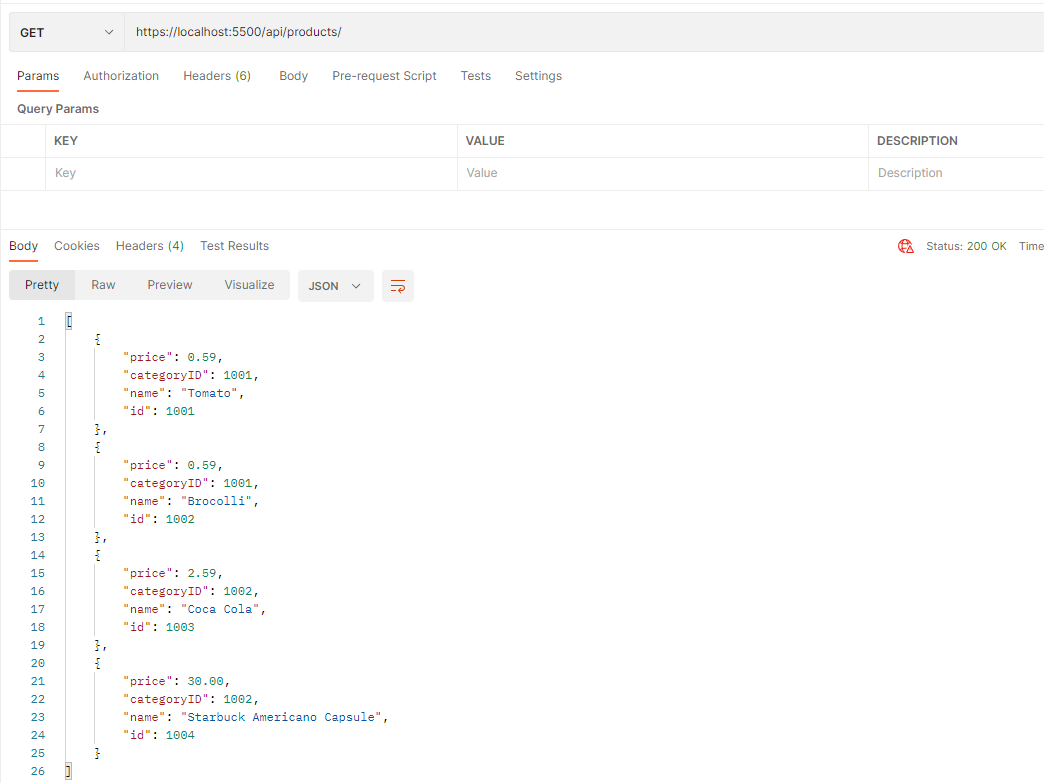 GET https://localhost:5500/api/products/
Params Authorization Headers (6) Body Pre-request Script Tests Settings
Query Params
KEY VALUE DESCRIPTION
Key Value Description
Body Cookies Headers (4) Test Results Status: 200 OK Time
Pretty Raw Preview Visualize JSON
1 [
2 {
3 "price": 0.59,
4 "categoryID": 1001,
5 "name": "Tomato",
6 "id": 1001
7 },
8 {
9 "price": 0.59,
10 "categoryID": 1001,
11 "name": "Brocolli",
12 "id": 1002
13 },
14 {
15 "price": 2.59,
16 "categoryID": 1002,
17 "name": "Coca Cola",
18 "id": 1003
19 },
20 {
21 "price": 30.00,
22 "categoryID": 1002,
23 "name": "Starbuck Americano Capsule",
24 "id": 1004
25 }
26 ]